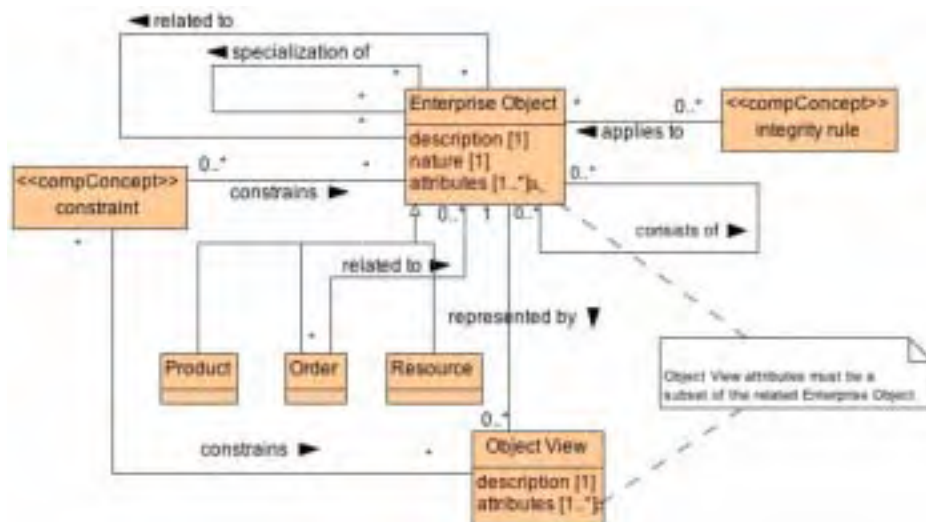 ◄ related to
◄ specialization of
* *
*
*
Enterprise Object
description [1]
nature [1]
attributes [1..*]
* 0..*
◄ applies to
<<compConcept>>
integrity rule
<<compConcept>>
constraint
0..* *
constrains ►
0..*
consists of ►
0..* 1 0..*
related to ►
*
represented by ▼
*
Product
Order
Resource
Object View attributes must be a
subset of the related Enterprise Object
0..*
constrains ► *
Object View
description [1]
attributes [1..*]